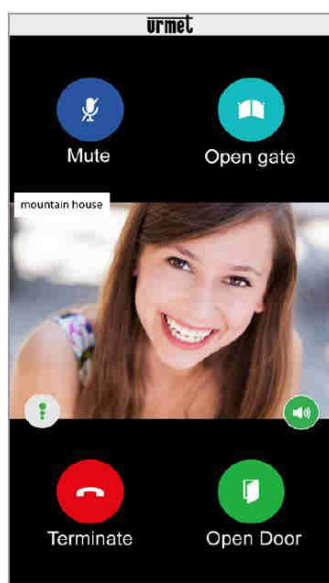 urmet
Mute
Open gate
mountain house
Terminate
Open Door